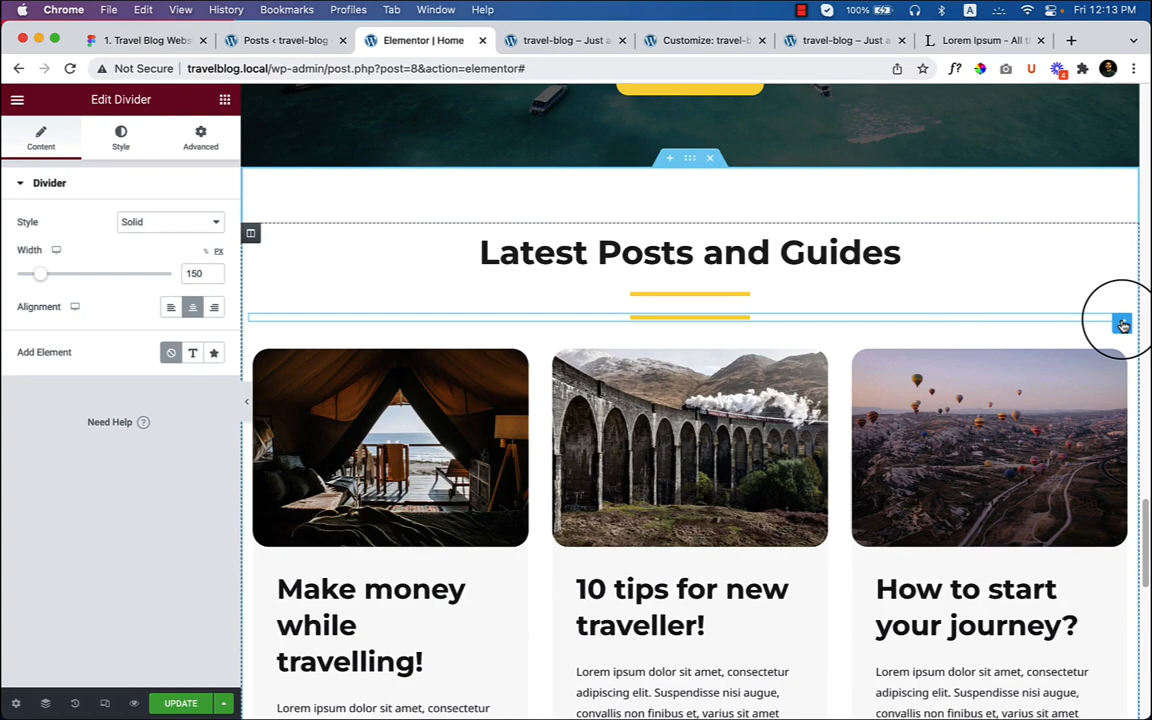 Chrome File Edit View History Bookmarks Profiles Tab Window Help 100% A Fri 12:13 PM
1. Travel Blog Webs Posts ‹ travel-blog Elementor | Home travel-blog – Just a Customize: travel-b travel-blog – Just a Lorem Ipsum - All t
Not Secure travelblog.local/wp-admin/post.php?post=8&action=elementor# f? U 4
Edit Divider
Content Style Advanced
Divider
Style Solid
Width % PX
150
Alignment
Add Element T
Need Help ?
UPDATE
Latest Posts and Guides
Make money
while
travelling!
Lorem ipsum dolor sit amet, consectetur
10 tips for new
traveller!
Lorem ipsum dolor sit amet, consectetur
adipiscing elit. Suspendisse nisi augue,
convallis non finibus et, varius sit amet
How to start
your journey?
Lorem ipsum dolor sit amet, consectetur
adipiscing elit. Suspendisse nisi augue,
convallis non finibus et, varius sit amet